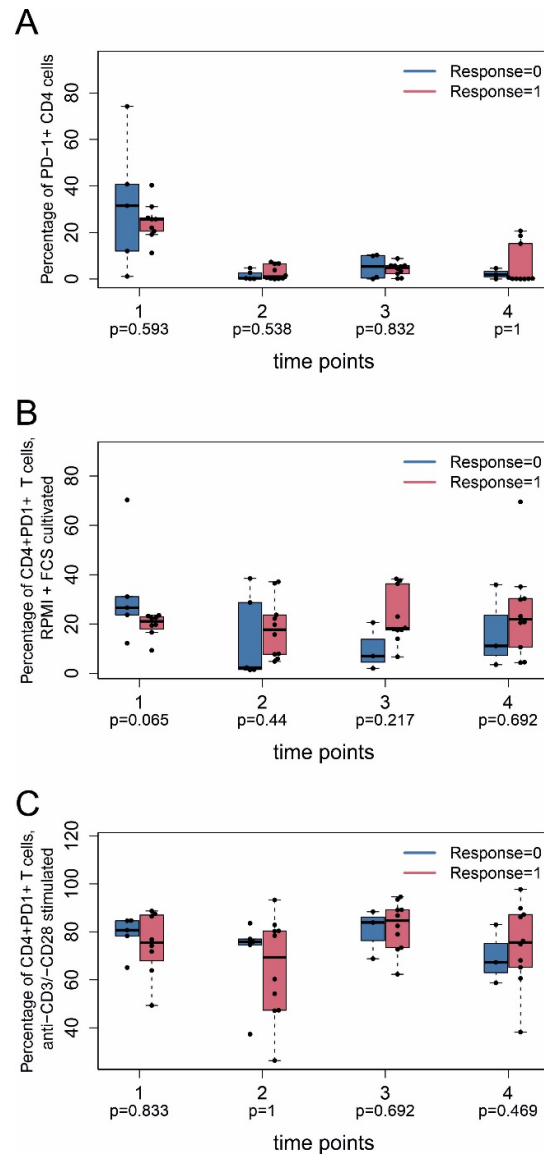 A
Percentage of PD-1+ CD4 cells
80
60
40
20
0
Response=0
Response=1
1 2 3 4
p=0.593 p=0.538 p=0.832 p=1
time points
B
Percentage of CD4+PD1+ T cells,
RPMI + FCS cultivated
80
60
40
20
0
Response=0
Response=1
1 2 3 4
p=0.065 p=0.44 p=0.217 p=0.692
time points
C
Percentage of CD4+PD1+ T cells,
anti-CD3/-CD28 stimulated
120
100
80
60
40
Response=0
Response=1
1 2 3 4
p=0.833 p=1 p=0.692 p=0.469
time points